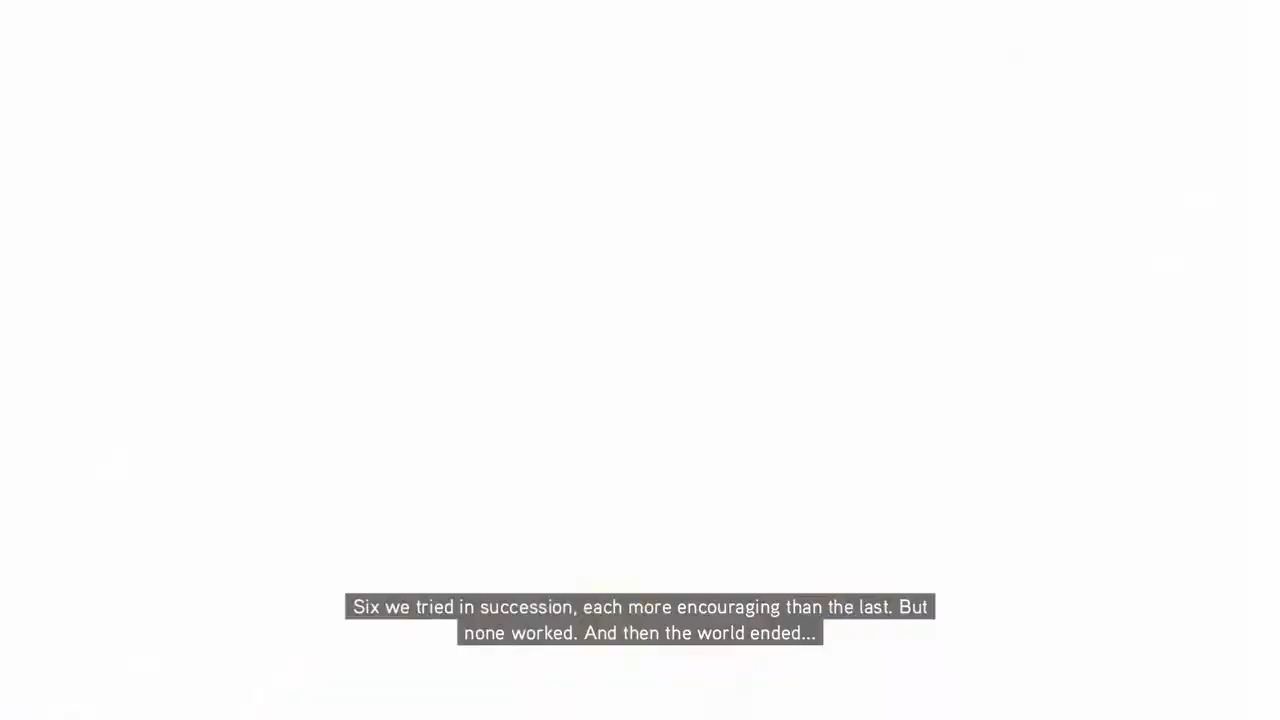 Six we tried in succession, each more encouraging than the last. But
none worked. And then the world ended...